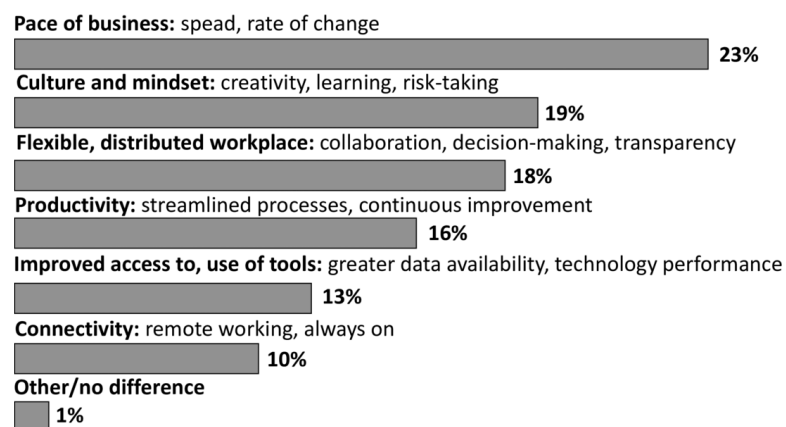 Pace of business: spead, rate of change
23%
Culture and mindset: creativity, learning, risk-taking
19%
Flexible, distributed workplace: collaboration, decision-making, transparency
18%
Productivity: streamlined processes, continuous improvement
16%
Improved access to, use of tools: greater data availability, technology performance
13%
Connectivity: remote working, always on
10%
Other/no difference
1%